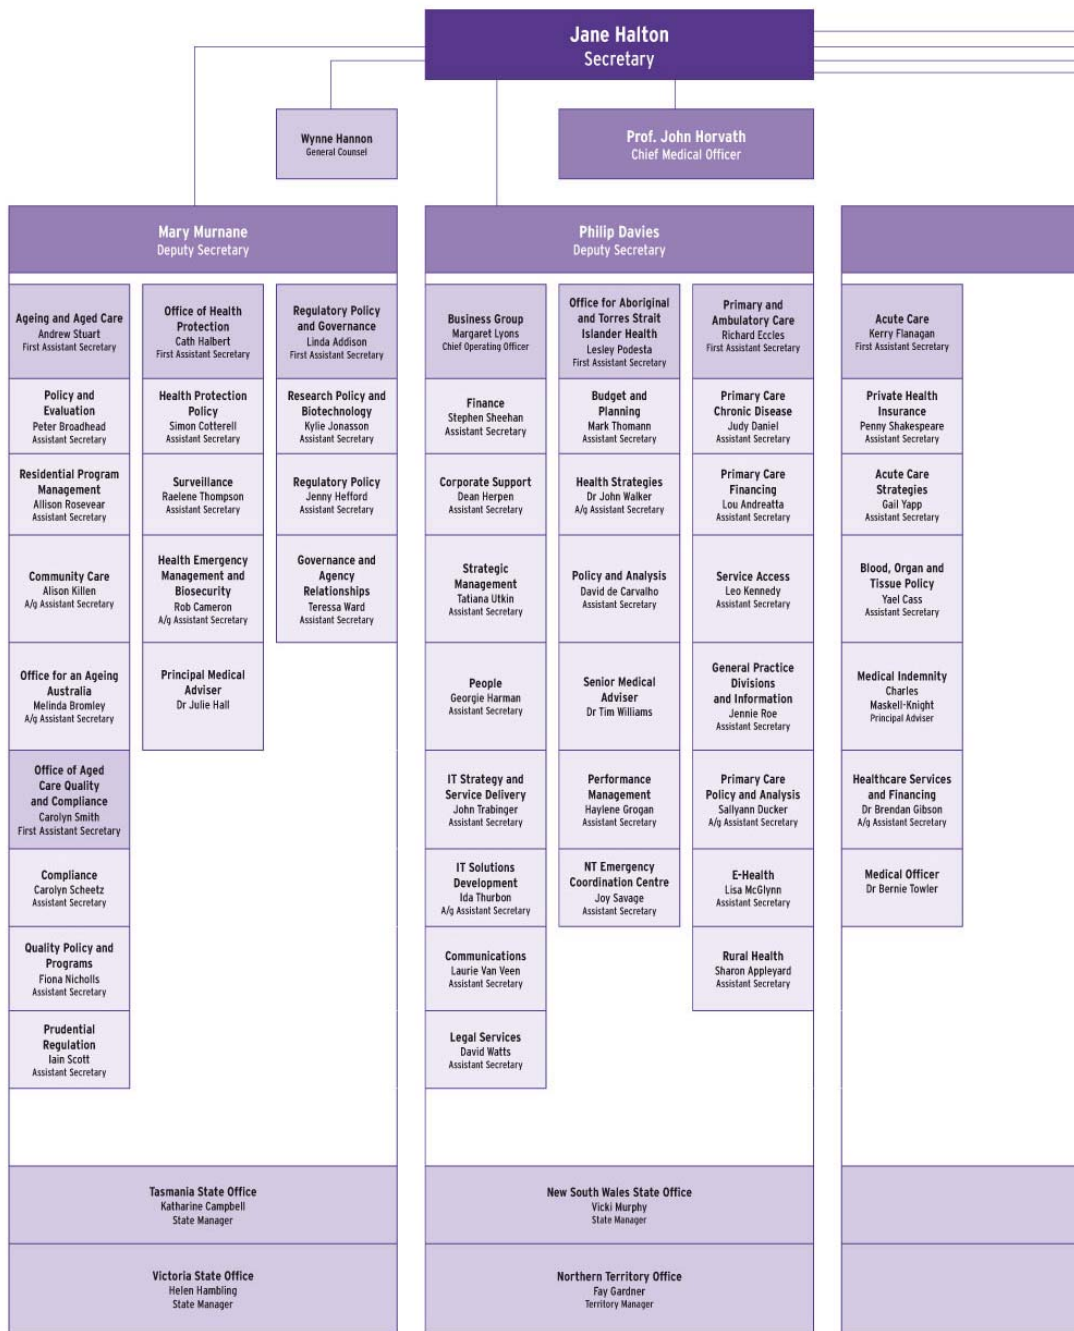 Jane Halton
Secretary
Wynne Hannon
General Counsel
Prof. John Horvath
Chief Medical Officer
Mary Murnane
Deputy Secretary
Ageing and Aged Care
Andrew Stuart
First Assistant Secretary
Policy and
Evaluation
Peter Broadhead
Assistant Secretary
Residential Program
Management
Allison Rosevear
Assistant Secretary
Community Care
Alison Killen
A/g Assistant Secretary
Office for an Ageing
Australia
Melinda Bromley
A/g Assistant Secretary
Office of Aged
Care Quality
and Compliance
Carolyn Smith
First Assistant Secretary
Compliance
Carolyn Scheetz
Assistant Secretary
Quality Policy and
Programs
Fiona Nicholls
Assistant Secretary
Prudential
Regulation
Iain Scott
Assistant Secretary
Office of Health
Protection
Cath Halbert
First Assistant Secretary
Health Protection
Policy
Simon Cotterell
Assistant Secretary
Surveillance
Raelene Thompson
Assistant Secretary
Health Emergency
Management and
Biosecurity
Rob Cameron
A/g Assistant Secretary
Principal Medical
Adviser
Dr Julie Hall
Regulatory Policy
and Governance
Linda Addison
First Assistant Secretary
Research Policy and
Biotechnology
Kylie Jonasson
Assistant Secretary
Regulatory Policy
Jenny Hefford
Assistant Secretary
Governance and
Agency
Relationships
Teressa Ward
Assistant Secretary
Tasmania State Office
Katharine Campbell
State Manager
Victoria State Office
Helen Hambling
State Manager
Philip Davies
Deputy Secretary
Business Group
Margaret Lyons
Chief Operating Officer
Finance
Stephen Sheehan
Assistant Secretary
Corporate Support
Dean Herpen
Assistant Secretary
Strategic
Management
Tatiana Utkin
Assistant Secretary
People
Georgie Harman
Assistant Secretary
IT Strategy and
Service Delivery
John Trabinger
Assistant Secretary
IT Solutions
Development
Ida Thurbon
A/g Assistant Secretary
Communications
Laurie Van Veen
Assistant Secretary
Legal Services
David Watts
Assistant Secretary
Office for Aboriginal
and Torres Strait
Islander Health
Lesley Podesta
First Assistant Secretary
Budget and
Planning
Mark Thomann
Assistant Secretary
Health Strategies
Dr John Walker
A/g Assistant Secretary
Policy and Analysis
David de Carvalho
Assistant Secretary
Senior Medical
Adviser
Dr Tim Williams
Performance
Management
Haylene Grogan
Assistant Secretary
NT Emergency
Coordination Centre
Joy Savage
Assistant Secretary
Primary and
Ambulatory Care
Richard Eccles
First Assistant Secretary
Primary Care
Chronic Disease
Judy Daniel
Assistant Secretary
Primary Care
Financing
Lou Andreatta
Assistant Secretary
Service Access
Leo Kennedy
Assistant Secretary
General Practice
Divisions
and Information
Jennie Roe
Assistant Secretary
Primary Care
Policy and Analysis
Sallyann Ducker
A/g Assistant Secretary
E-Health
Lisa McGlynn
Assistant Secretary
Rural Health
Sharon Appleyard
Assistant Secretary
New South Wales State Office
Vicki Murphy
State Manager
Northern Territory Office
Fay Gardner
Territory Manager
Acute Care
Kerry Flanagan
First Assistant Secretary
Private Health
Insurance
Penny Shakespeare
Assistant Secretary
Acute Care
Strategies
Gail Yapp
Assistant Secretary
Blood, Organ and
Tissue Policy
Yael Cass
Assistant Secretary
Medical Indemnity
Charles
Maskell-Knight
Principal Adviser
Healthcare Services
and Financing
Dr Brendan Gibson
A/g Assistant Secretary
Medical Officer
Dr Bernie Towler